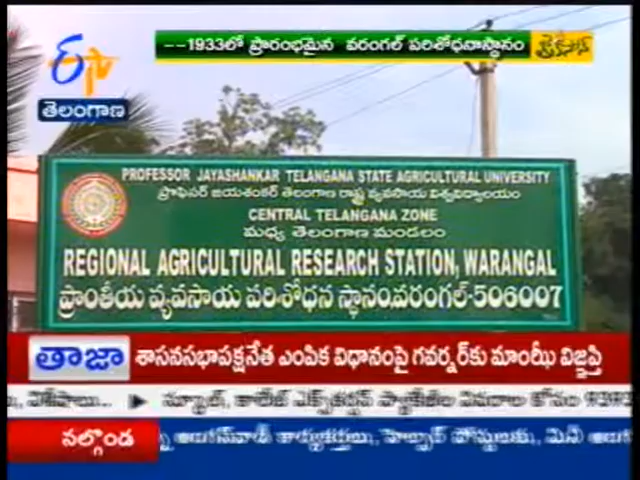 --1933లో ప్రారంభమైన వరంగల్ పరిశోధనాస్థానం
తెలంగాణ
PROFESSOR JAYASHANKAR TELANGANA STATE AGRICULTURAL UNIVERSITY
ప్రొఫెసర్ జయశంకర్ తెలంగాణ రాష్ట్ర వ్యవసాయ విశ్వవిద్యాలయం
CENTRAL TELANGANA ZONE
మధ్య తెలంగాణ మండలం
REGIONAL AGRICULTURAL RESEARCH STATION, WARANGAL
ప్రాంతీయ వ్యవసాయ పరిశోధన స్థానం,వరంగల్-506007
తాజా శాసనసభాపక్షనేత ఎంపిక విధానంపై గవర్నర్‌కు మాంఝీ విజ్ఞప్తి
నల్గొండ